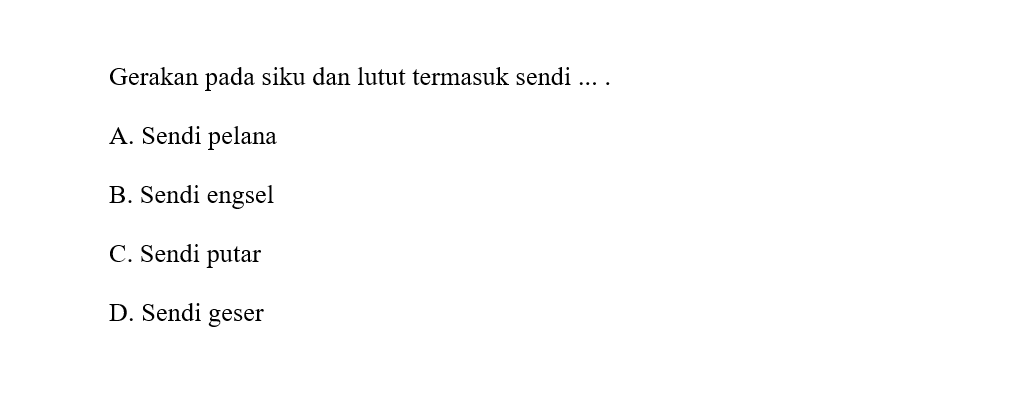 Gerakan pada siku dan lutut termasuk sendi ... .
A. Sendi pelana
B. Sendi engsel
C. Sendi putar
D. Sendi geser